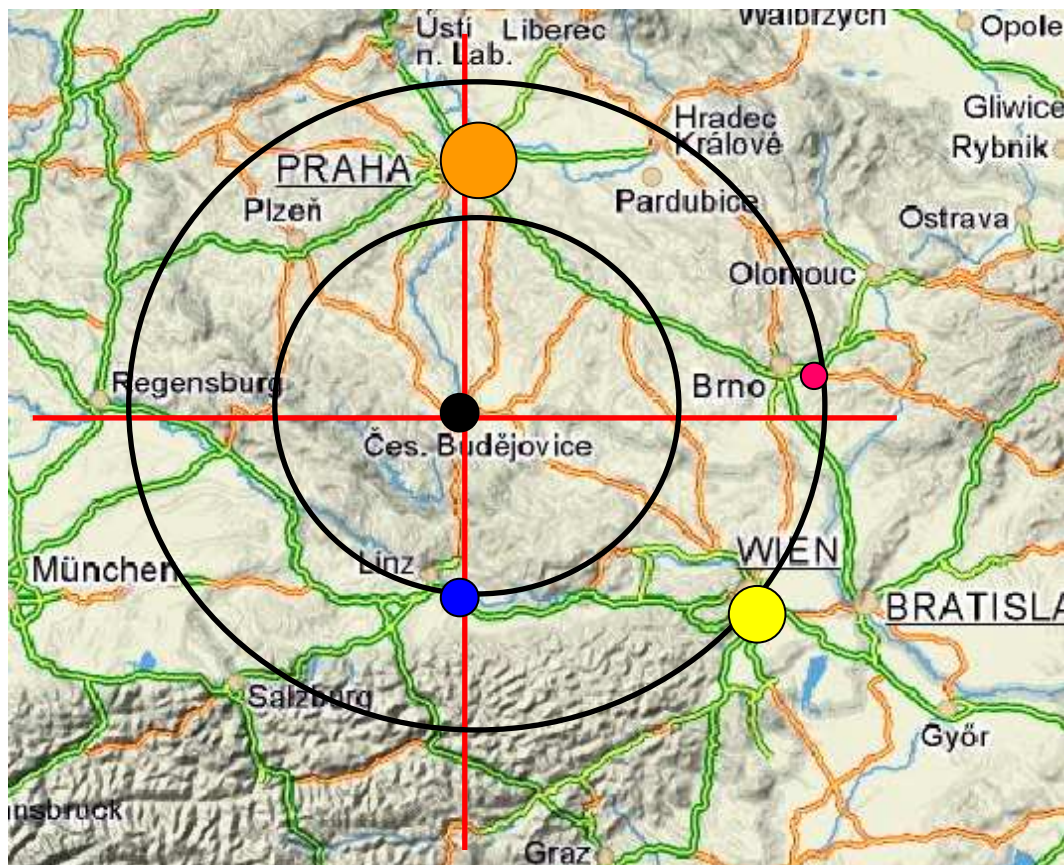 Ústí
n. Lab.
Liberec
Wałbrzych
Opole
Gliwice
Rybnik
Hradec
Králové
PRAHA
Pardubice
Plzeň
Ostrava
Olomouc
Brno
Regensburg
Čes. Budějovice
WIEN
Linz
München
BRATISLA
Salzburg
Győr
nsbruck
Graz